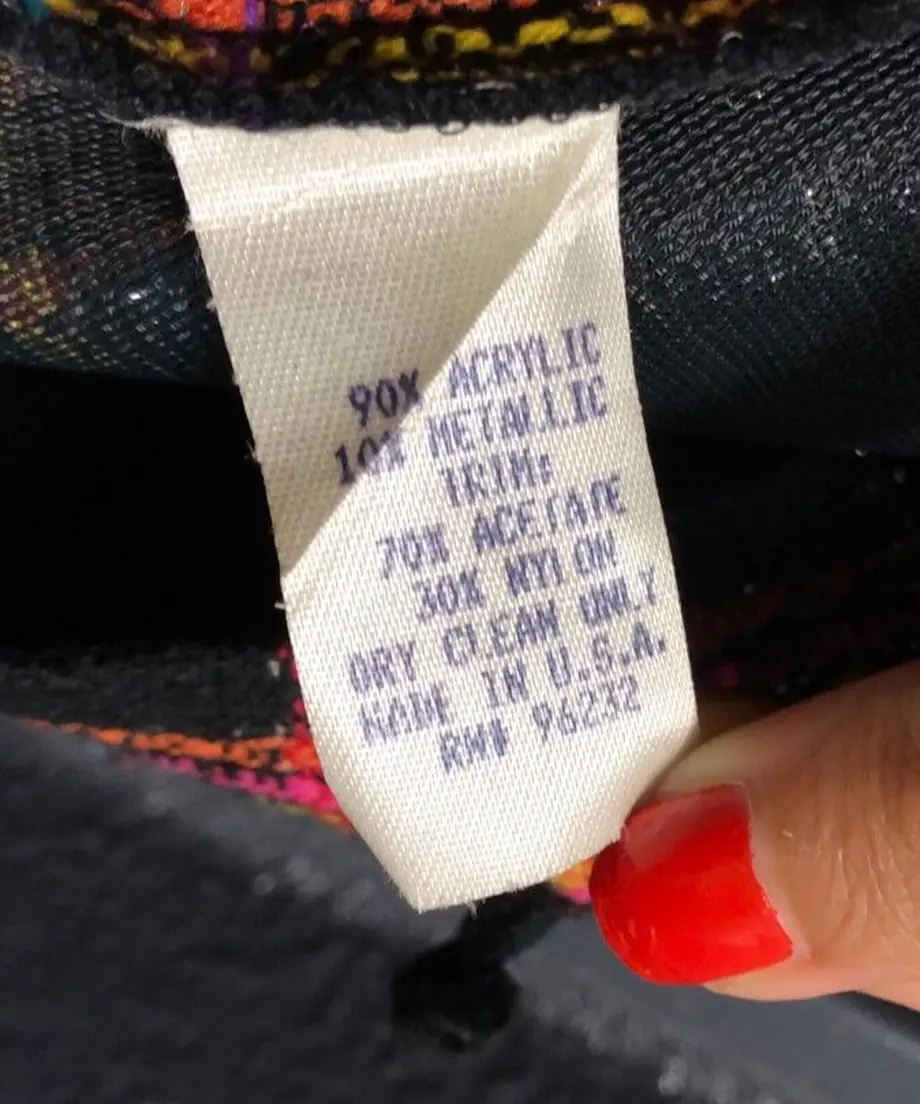 90% ACRYLIC
10% METALLIC
TRIM:
70% ACETATE
30% NYLON
DRY CLEAN ONLY
MADE IN U.S.A.
RN# 96232